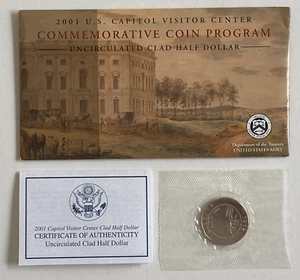 2001 U.S. CAPITOL VISITOR CENTER
COMMEMORATIVE COIN PROGRAM
UNCIRCULATED CLAD HALF DOLLAR
Department of the Treasury
UNITED STATES MINT
2001 Capitol Visitor Center Clad Half Dollar
CERTIFICATE OF AUTHENTICITY
Uncirculated Clad Half Dollar